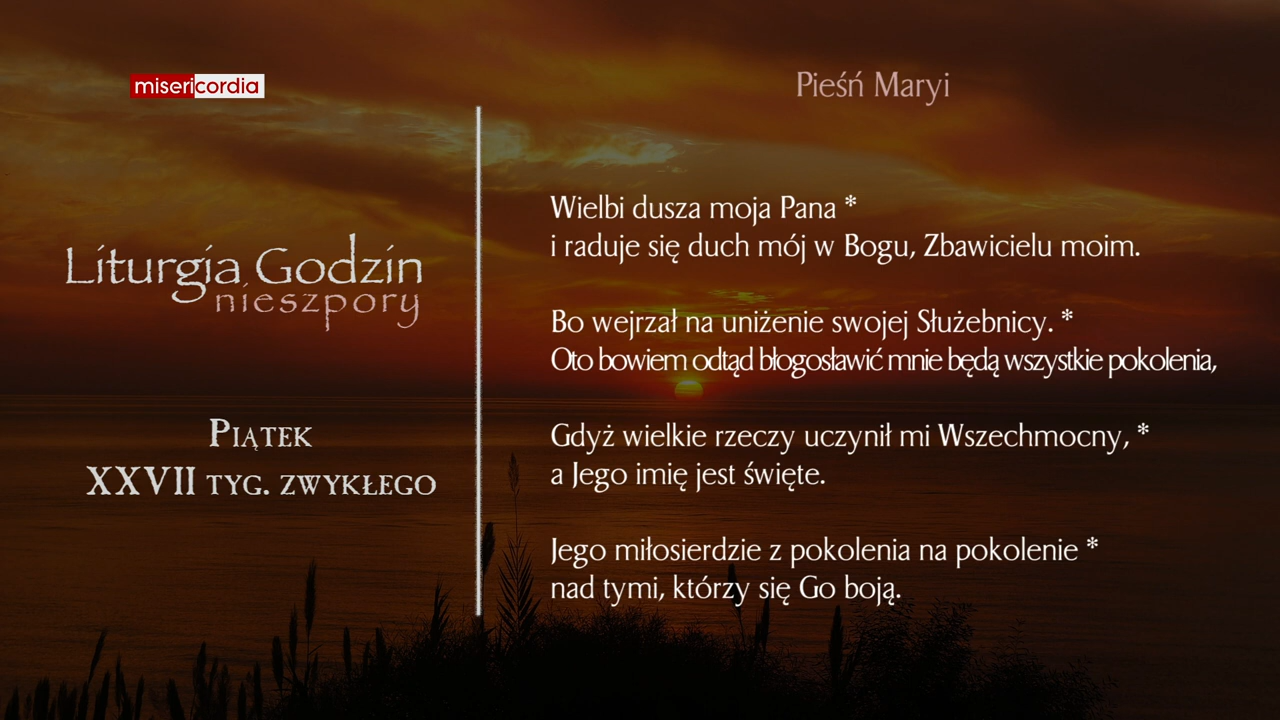 misericordia
Liturgia Godzin
nieszpory
Piątek
XXVII tyg. zwykłego
Pieśń Maryi
Wielbi dusza moja Pana *
i raduje się duch mój w Bogu, Zbawicielu moim.
Bo wejrzał na uniżenie swojej Służebnicy. *
Oto bowiem odtąd błogosławić mnie będą wszystkie pokolenia,
Gdyż wielkie rzeczy uczynił mi Wszechmocny, *
a Jego imię jest święte.
Jego miłosierdzie z pokolenia na pokolenie *
nad tymi, którzy się Go boją.